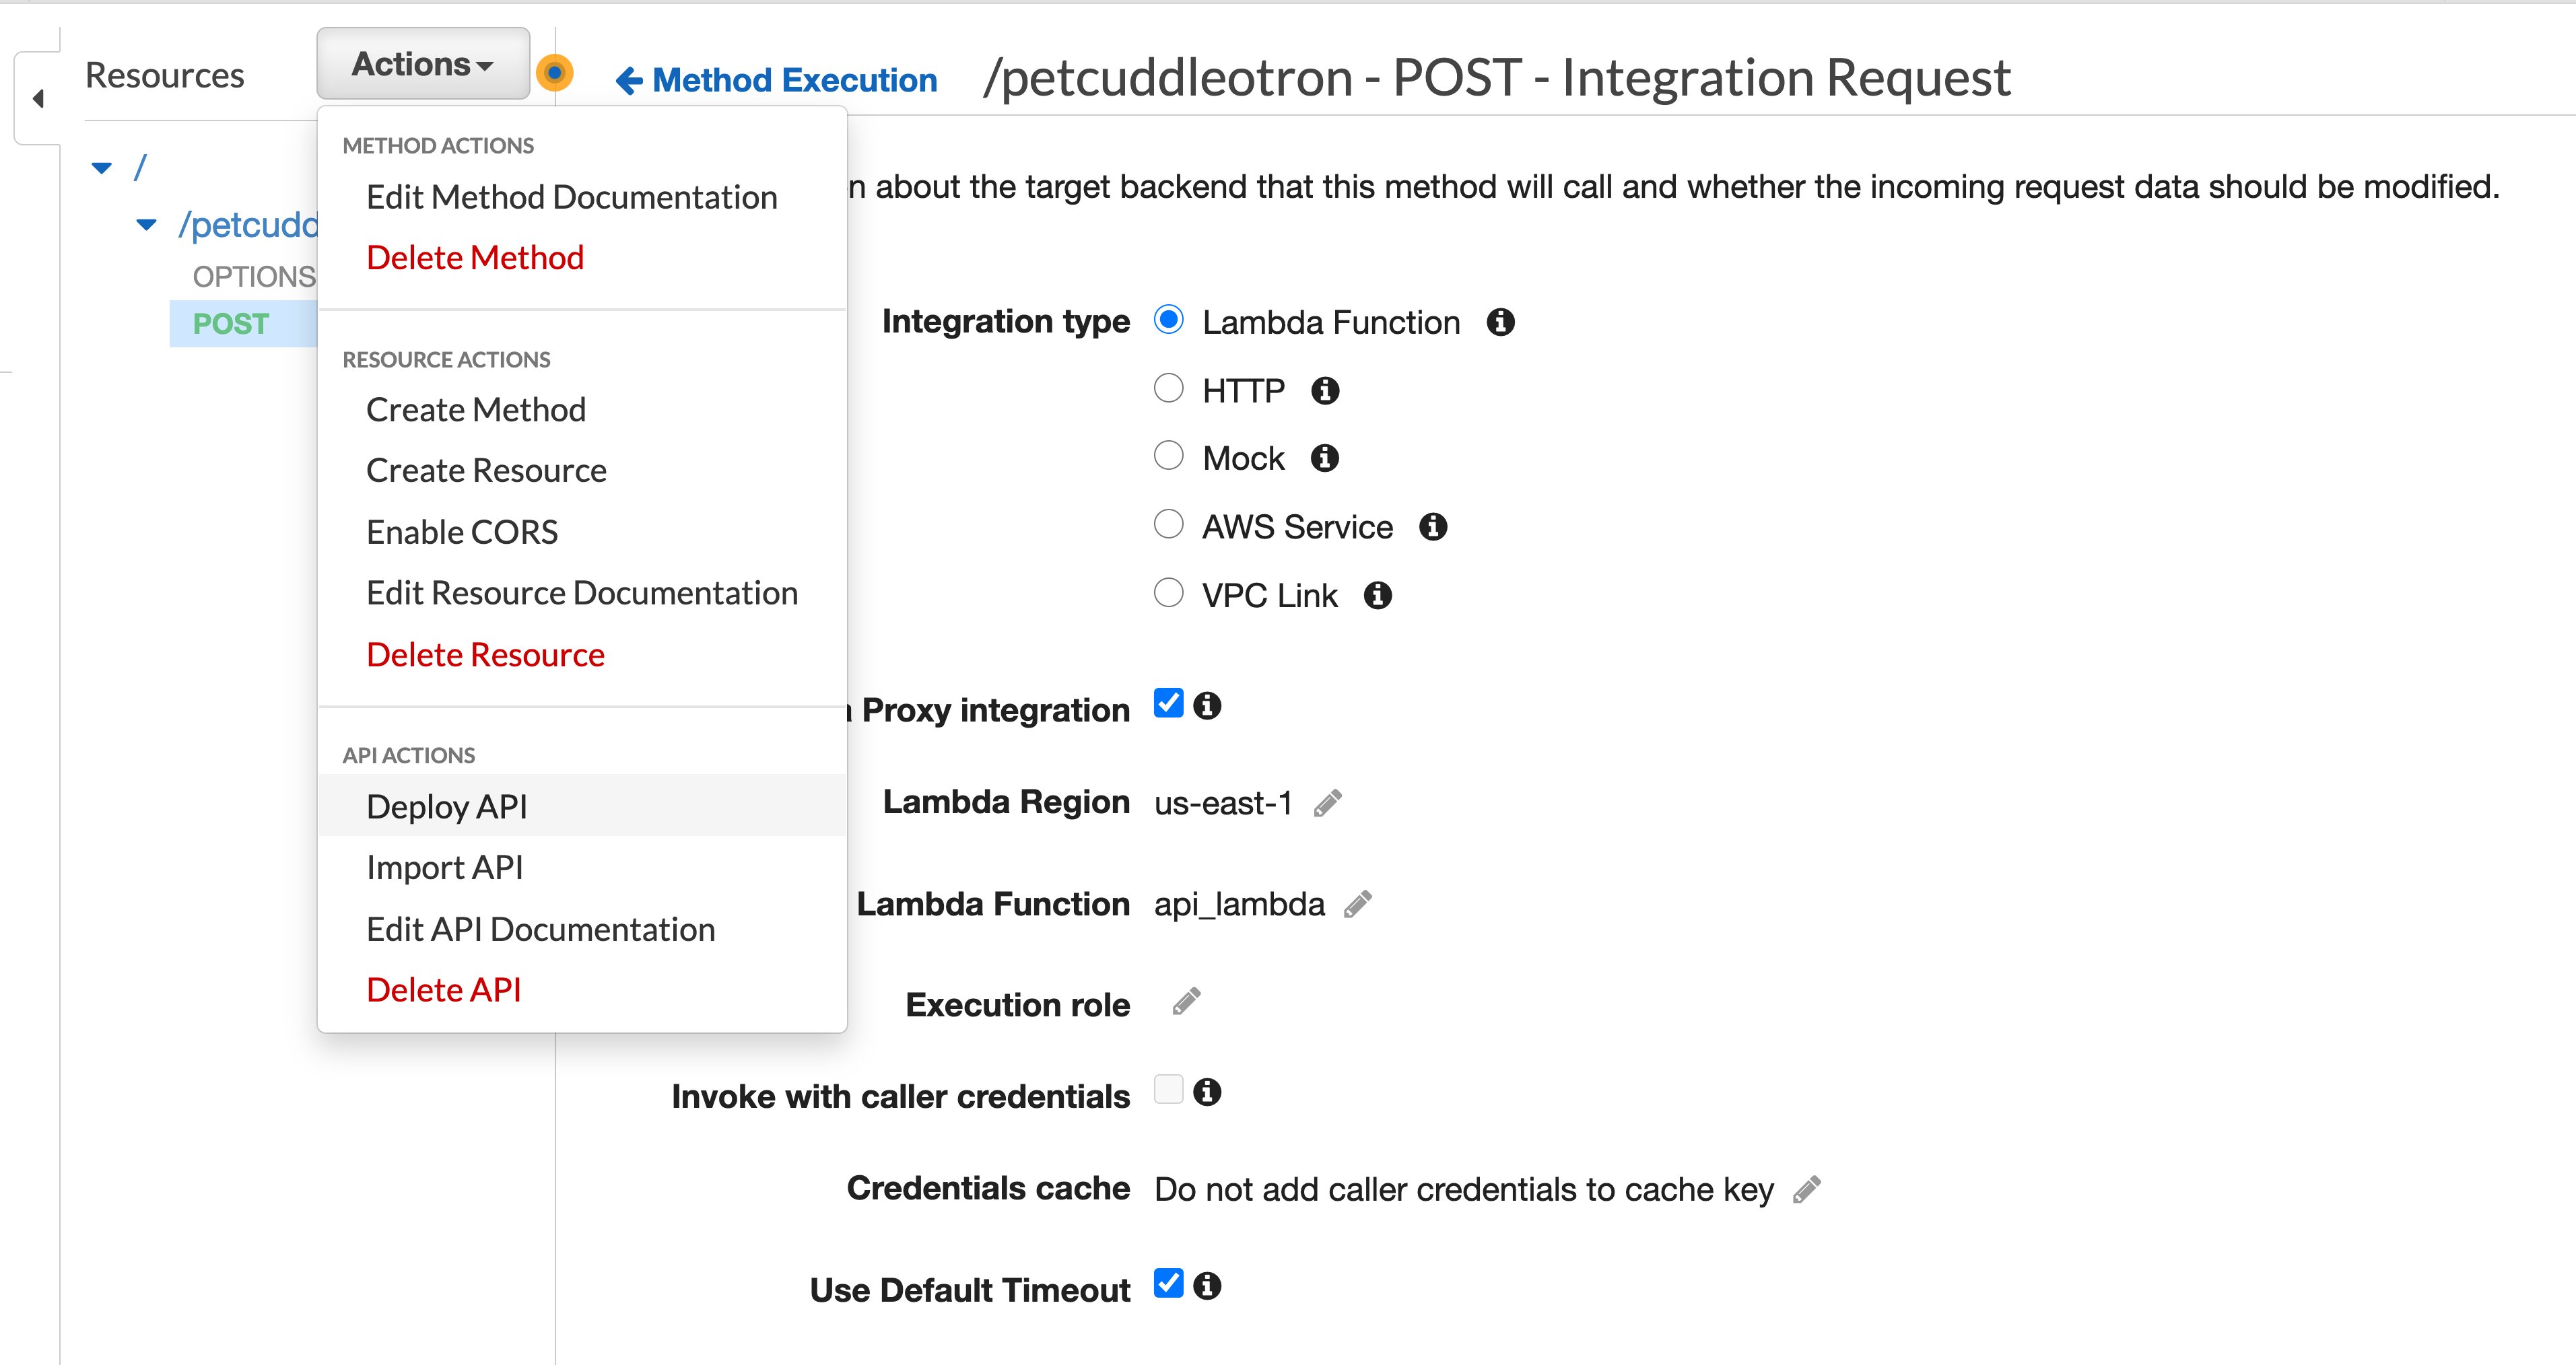 Resources
Actions
Method Execution
/petcuddleotron - POST - Integration Request
METHOD ACTIONS
Edit Method Documentation
Delete Method
RESOURCE ACTIONS
Create Method
Create Resource
Enable CORS
Edit Resource Documentation
Delete Resource
API ACTIONS
Deploy API
Import API
Edit API Documentation
Delete API
/
/petcudd
OPTIONS
POST
n about the target backend that this method will call and whether the incoming request data should be modified.
Integration type
Lambda Function
HTTP
Mock
AWS Service
VPC Link
Proxy integration
Lambda Region us-east-1
Lambda Function api_lambda
Execution role
Invoke with caller credentials
Credentials cache Do not add caller credentials to cache key
Use Default Timeout